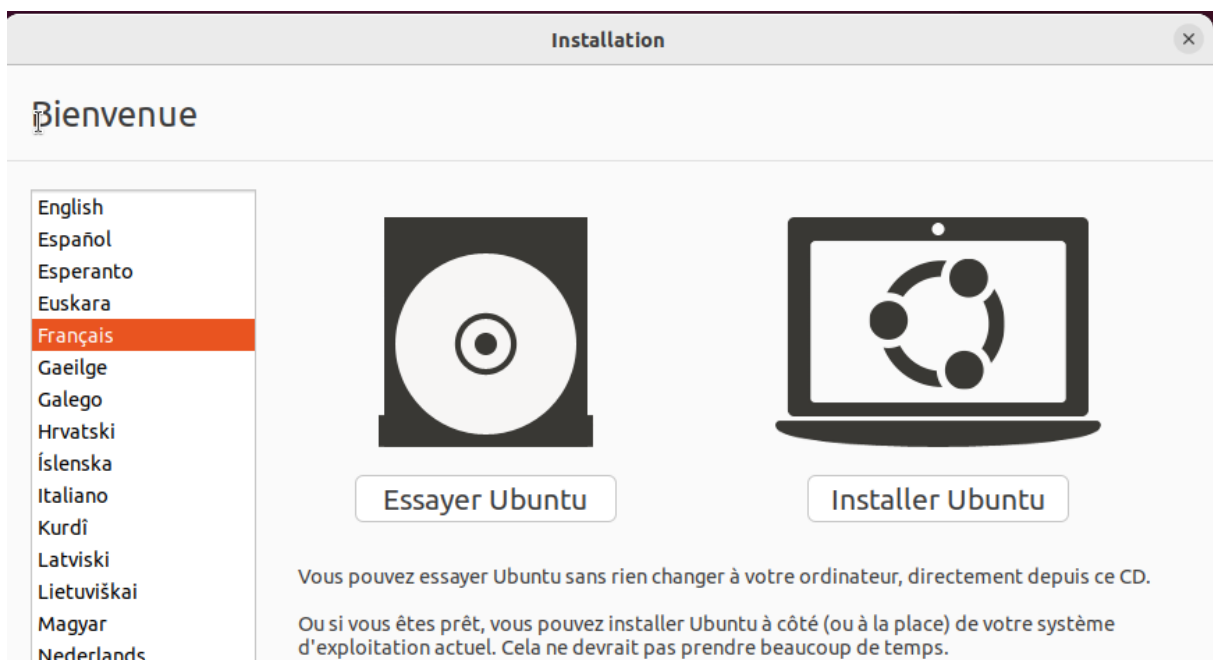 Installation
Bienvenue
English
Español
Esperanto
Euskara
Français
Gaeilge
Galego
Hrvatski
Íslenska
Italiano
Kurdî
Latviski
Lietuviškai
Magyar
Nederlands
Essayer Ubuntu
Installer Ubuntu
Vous pouvez essayer Ubuntu sans rien changer à votre ordinateur, directement depuis ce CD.
Ou si vous êtes prêt, vous pouvez installer Ubuntu à côté (ou à la place) de votre système
d'exploitation actuel. Cela ne devrait pas prendre beaucoup de temps.